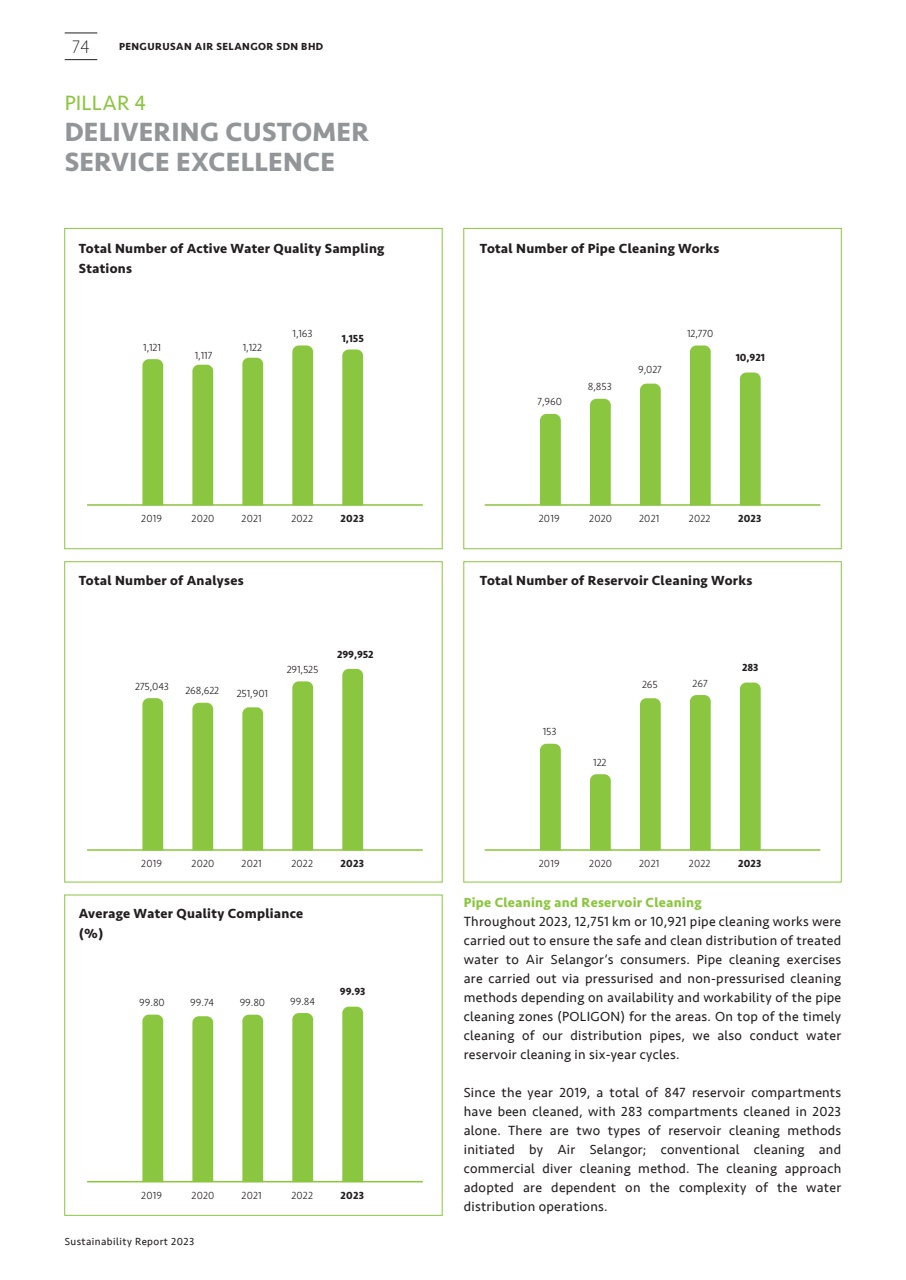 74
PENGURUSAN AIR SELANGOR SDN BHD
PILLAR 4
DELIVERING CUSTOMER
SERVICE EXCELLENCE
Total Number of Active Water Quality Sampling
Stations
1,121
1,117
1,122
1,163
1,155
2019 2020 2021 2022 2023
Total Number of Pipe Cleaning Works
7,960
8,853
9,027
12,770
10,921
2019 2020 2021 2022 2023
Total Number of Analyses
275,043
268,622
251,901
291,525
299,952
2019 2020 2021 2022 2023
Total Number of Reservoir Cleaning Works
153
122
265
267
283
2019 2020 2021 2022 2023
Average Water Quality Compliance
(%)
99.80
99.74
99.80
99.84
99.93
2019 2020 2021 2022 2023
Pipe Cleaning and Reservoir Cleaning
Throughout 2023, 12,751 km or 10,921 pipe cleaning works were
carried out to ensure the safe and clean distribution of treated
water to Air Selangor's consumers. Pipe cleaning exercises
are carried out via pressurised and non-pressurised cleaning
methods depending on availability and workability of the pipe
cleaning zones (POLIGON) for the areas. On top of the timely
cleaning of our distribution pipes, we also conduct water
reservoir cleaning in six-year cycles.
Since the year 2019, a total of 847 reservoir compartments
have been cleaned, with 283 compartments cleaned in 2023
alone. There are two types of reservoir cleaning methods
initiated by Air Selangor; conventional cleaning and
commercial diver cleaning method. The cleaning approach
adopted are dependent on the complexity of the water
distribution operations.
Sustainability Report 2023